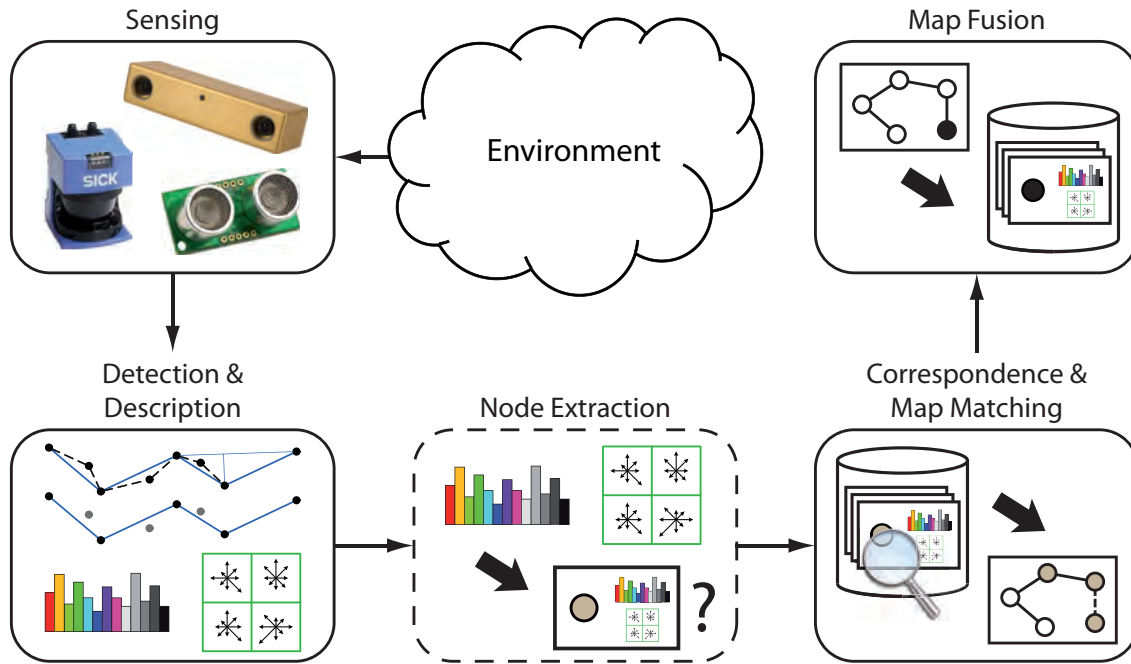 Sensing
Map Fusion
SICK
Environment
Detection &
Description
Node Extraction
Correspondence &
Map Matching
?